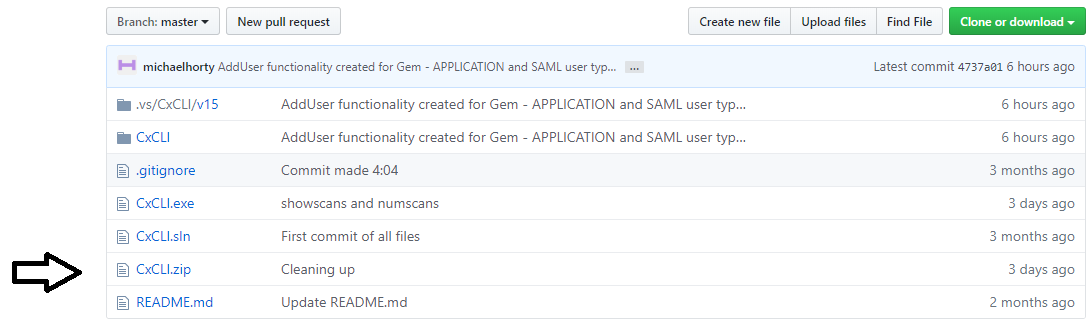 Branch: master New pull request Create new file Upload files Find File Clone or download
michaelhorty AddUser functionality created for Gem - APPLICATION and SAML user typ... ... Latest commit 4737a01 6 hours ago
.vs/CxCLI/v15 AddUser functionality created for Gem - APPLICATION and SAML user typ... 6 hours ago
CxCLI AddUser functionality created for Gem - APPLICATION and SAML user typ... 6 hours ago
.gitignore Commit made 4:04 3 months ago
CxCLI.exe showscans and numscans 3 days ago
CxCLI.sln First commit of all files 3 months ago
CxCLI.zip Cleaning up 3 days ago
README.md Update README.md 2 months ago